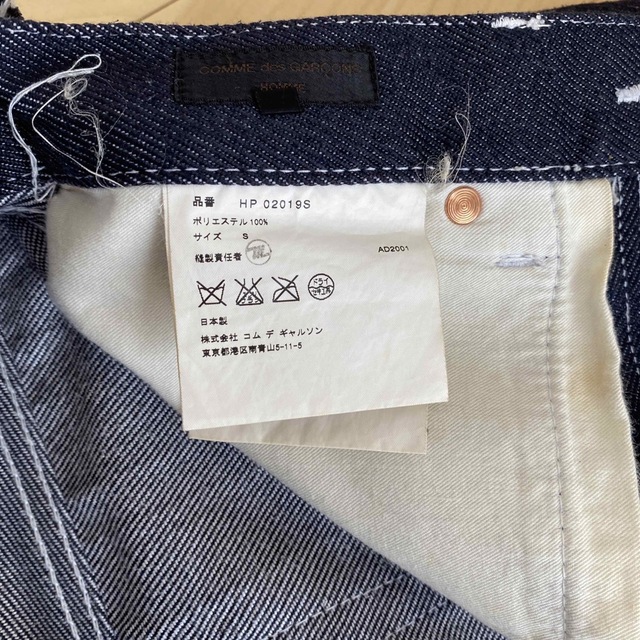 COMME des GARÇONS
HOMME
品番 HP 02019S
ポリエステル100%
サイズ S
縫製責任者
AD2001
日本製
株式会社 コム デ ギャルソン
東京都港区南青山5-11-5